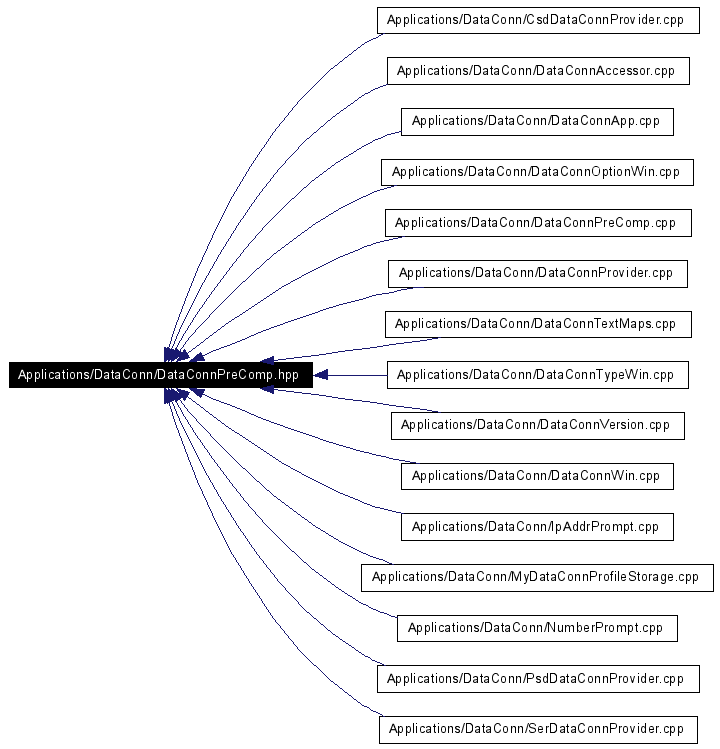 Applications/DataConn/CsdDataConnProvider.cpp
Applications/DataConn/DataConnAccessor.cpp
Applications/DataConn/DataConnApp.cpp
Applications/DataConn/DataConnOptionWin.cpp
Applications/DataConn/DataConnPreComp.cpp
Applications/DataConn/DataConnProvider.cpp
Applications/DataConn/DataConnTextMaps.cpp
Applications/DataConn/DataConnPreComp.hpp
Applications/DataConn/DataConnTypeWin.cpp
Applications/DataConn/DataConnVersion.cpp
Applications/DataConn/DataConnWin.cpp
Applications/DataConn/IpAddrPrompt.cpp
Applications/DataConn/MyDataConnProfileStorage.cpp
Applications/DataConn/NumberPrompt.cpp
Applications/DataConn/PsdDataConnProvider.cpp
Applications/DataConn/SerDataConnProvider.cpp